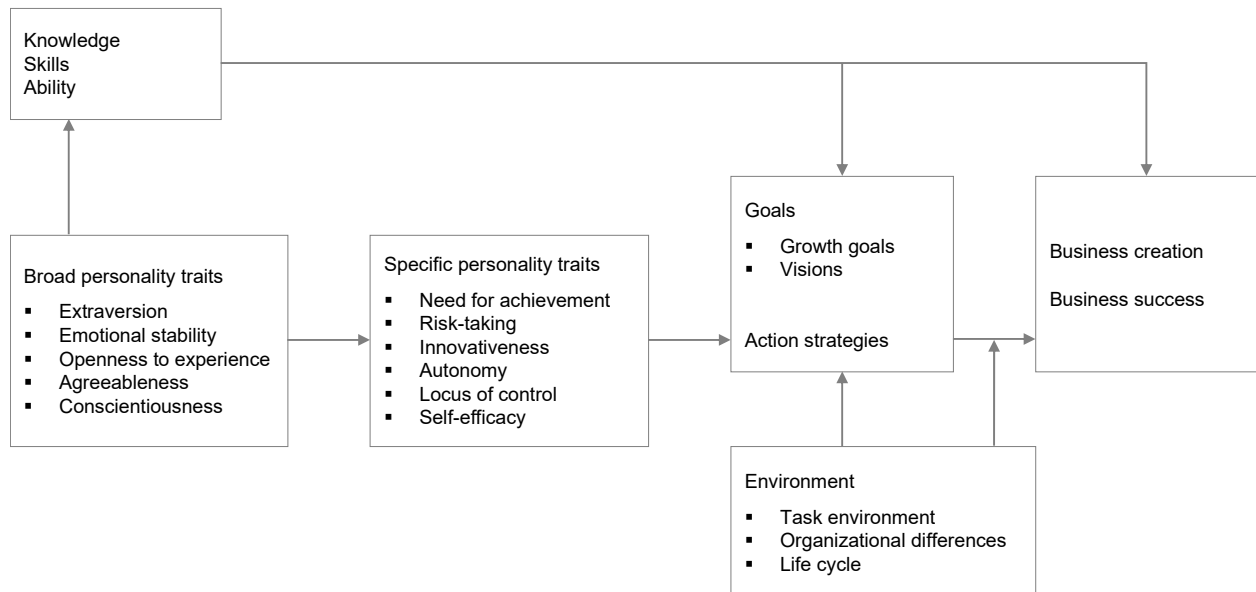 Knowledge
Skills
Ability
Broad personality traits
▪ Extraversion
▪ Emotional stability
▪ Openness to experience
▪ Agreeableness
▪ Conscientiousness
Specific personality traits
▪ Need for achievement
▪ Risk-taking
▪ Innovativeness
▪ Autonomy
▪ Locus of control
▪ Self-efficacy
Goals
▪ Growth goals
▪ Visions
Action strategies
Business creation
Business success
Environment
▪ Task environment
▪ Organizational differences
▪ Life cycle